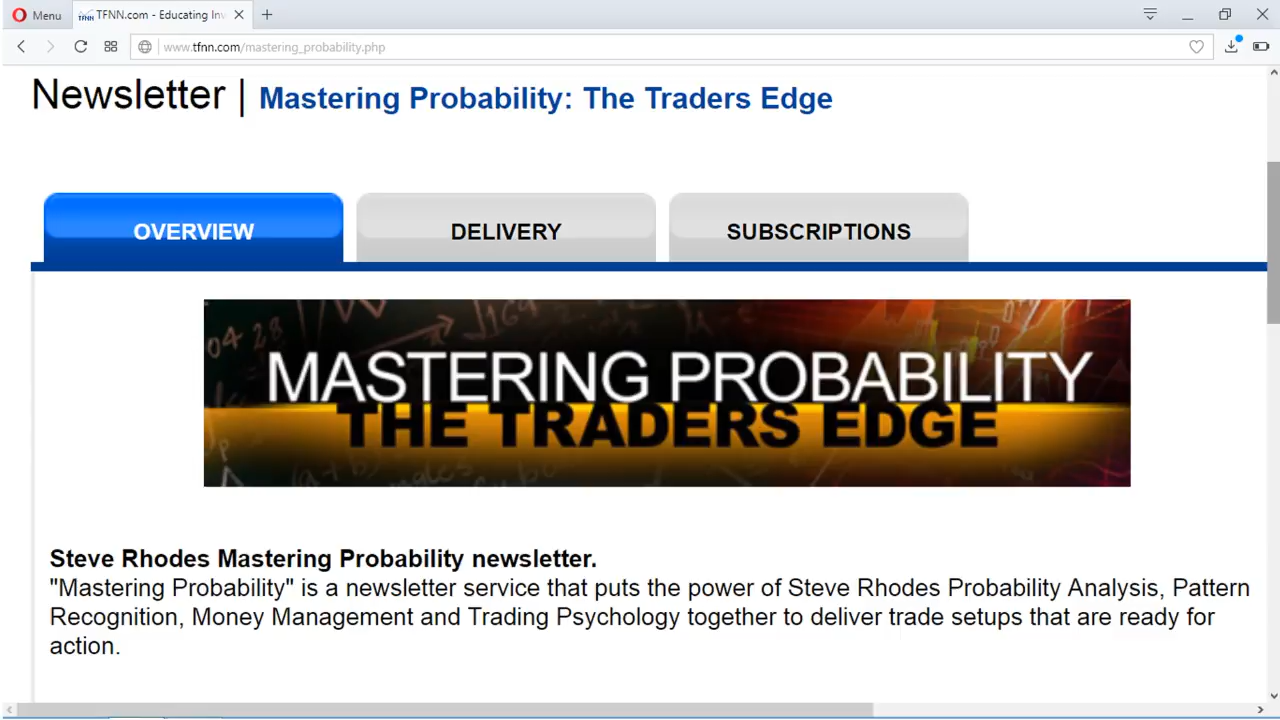 Menu
TFNN.com - Educating In
www.tfnn.com/mastering_probability.php
Newsletter | Mastering Probability: The Traders Edge
OVERVIEW
DELIVERY
SUBSCRIPTIONS
MASTERING PROBABILITY
THE TRADERS EDGE
Steve Rhodes Mastering Probability newsletter.
"Mastering Probability" is a newsletter service that puts the power of Steve Rhodes Probability Analysis, Pattern
Recognition, Money Management and Trading Psychology together to deliver trade setups that are ready for
action.